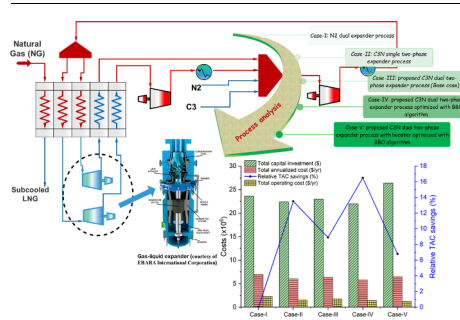 Natural
Gas (NG)
N2
C3
Subcooled
LNG
Process analysis
Case-I: N2 dual expander process
Case-II: C3N single two-phase
expander process
Case-III: proposed C3N dual two-
phase expander process (Base case)
Case-IV: proposed C3N dual two-phase
expander process optimized with BBO
algorithm
Case-V: proposed C3N dual two-phase
expander process with booster optimized with
BBO algorithm
Gas-liquid expander (courtesy of
EBARA International Corporation)
Total capital investment ($)
Total annualized cost ($/yr)
Relative TAC savings (%)
Total operating cost ($/yr)
Costs (x10⁶)
Relative TAC savings (%)
30
25
20
15
10
5
0
18
16
14
12
10
8
6
4
2
0
Case-I Case-II Case-III Case-IV Case-V